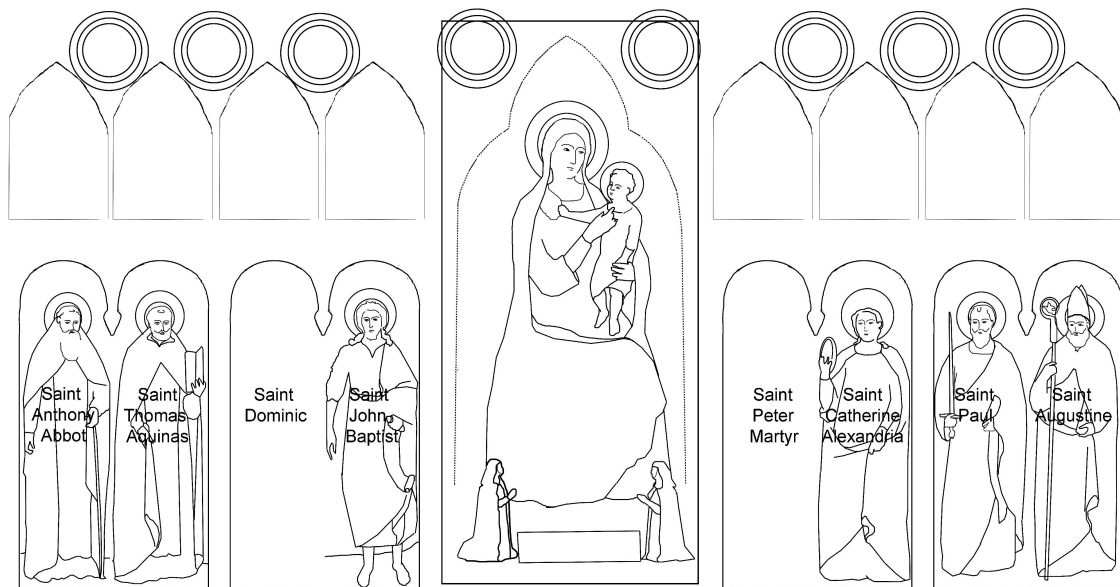 Saint
Anthony
Abbot
Saint
Thomas
Aquinas
Saint
Dominic
Saint
John
Baptist
Saint
Peter
Martyr
Saint
Catherine
Alexandria
Saint
Paul
Saint
Augustine